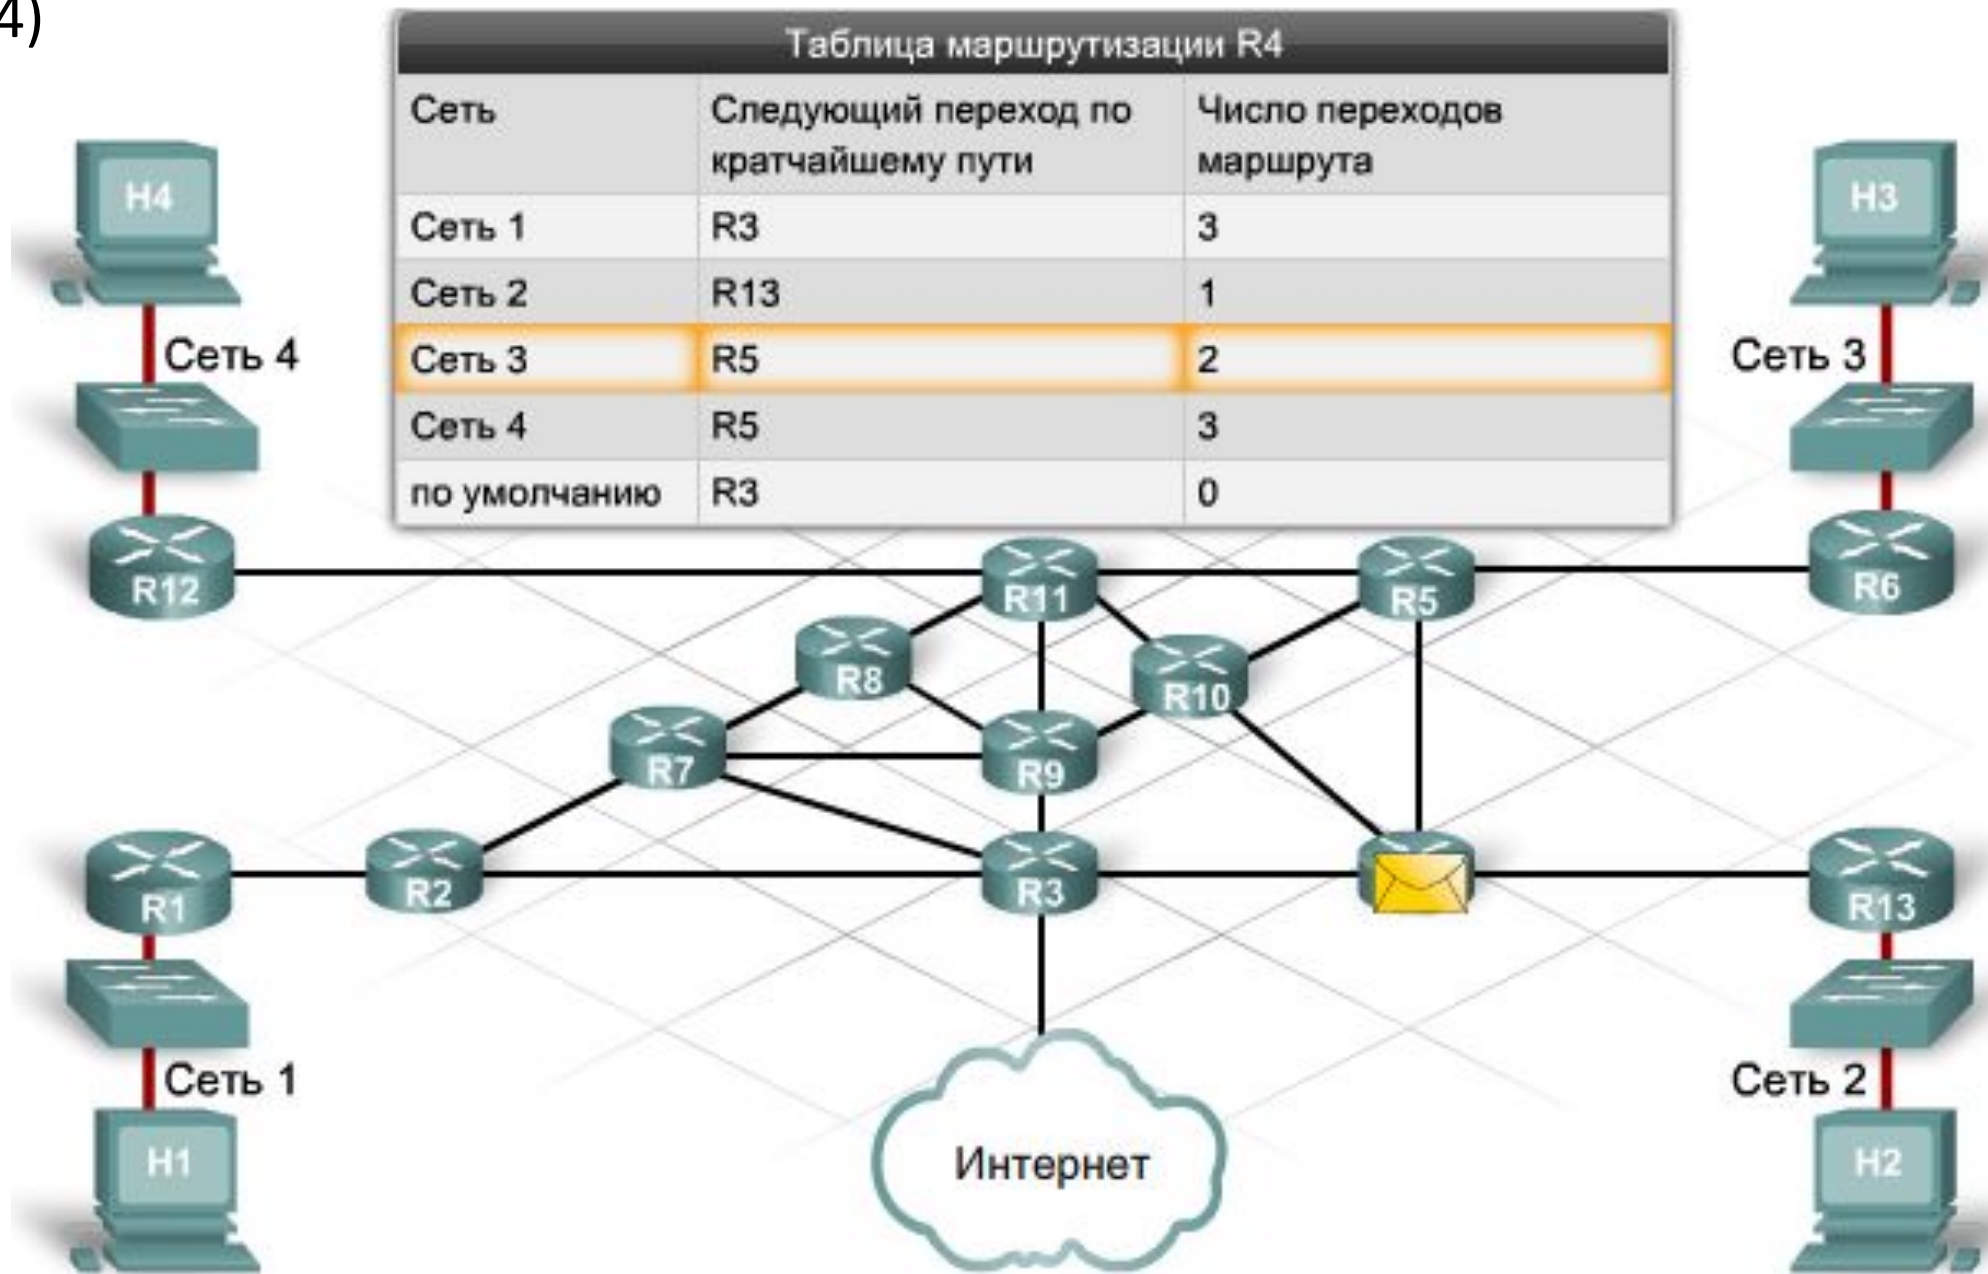 4)
Таблица маршрутизации R4
Сеть
Следующий переход по
кратчайшему пути
Число переходов
маршрута
Сеть 1 R3 3
Сеть 2 R13 1
Сеть 3 R5 2
Сеть 4 R5 3
по умолчанию R3 0
H4
H3
Сеть 4
Сеть 3
R12
R11
R5
R6
R8
R10
R7
R9
R1
R2
R3
R13
Сеть 1
Сеть 2
H1
Интернет
H2